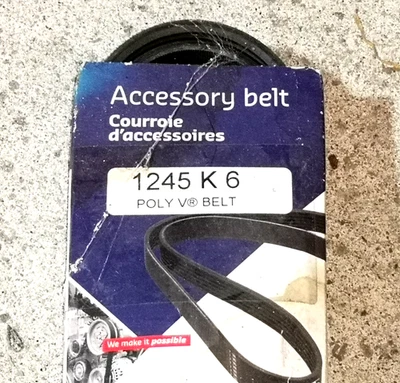 Accessory belt
Courroie
d'accessoires
1245 K 6
POLY V® BELT
We make it possible